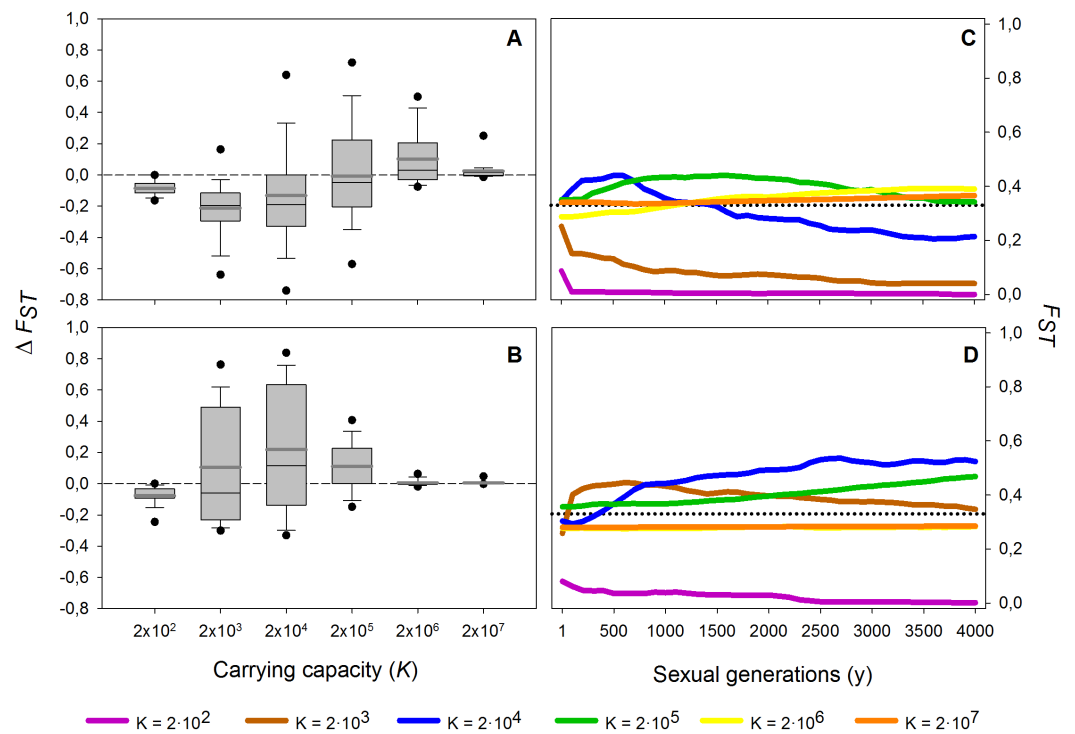 A
1,0
0,8
0,6
0,4
0,2
0,0
-0,2
-0,4
-0,6
-0,8
C
1,0
0,8
0,6
0,4
0,2
0,0
Δ FST
FST
B
1,0
0,8
0,6
0,4
0,2
0,0
-0,2
-0,4
-0,6
-0,8
D
1,0
0,8
0,6
0,4
0,2
0,0
2x10² 2x10³ 2x10⁴ 2x10⁵ 2x10⁶ 2x10⁷
1 500 1000 1500 2000 2500 3000 3500 4000
Carrying capacity (K)
Sexual generations (y)
K = 2·10² K = 2·10³ K = 2·10⁴ K = 2·10⁵ K = 2·10⁶ K = 2·10⁷